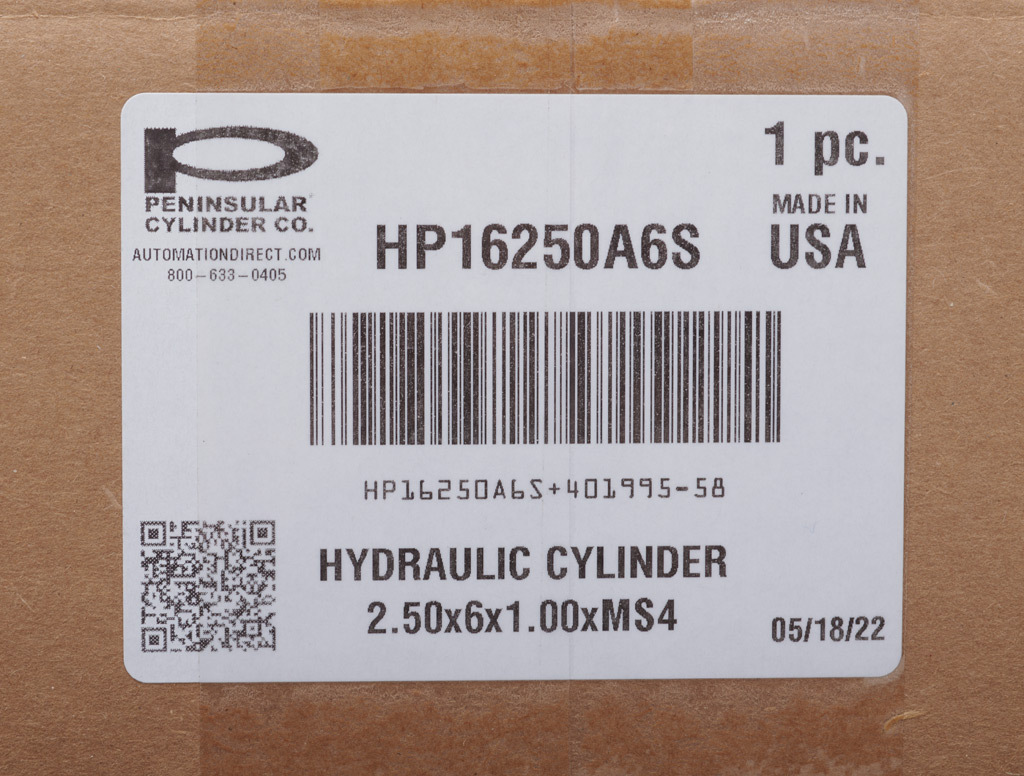 PENINSULAR
CYLINDER CO.
AUTOMATIONDIRECT.COM
800-633-0405
1 pc.
MADE IN
USA
HP16250A6S
HP16250A6S+401995-58
HYDRAULIC CYLINDER
2.50x6x1.00xMS4
05/18/22